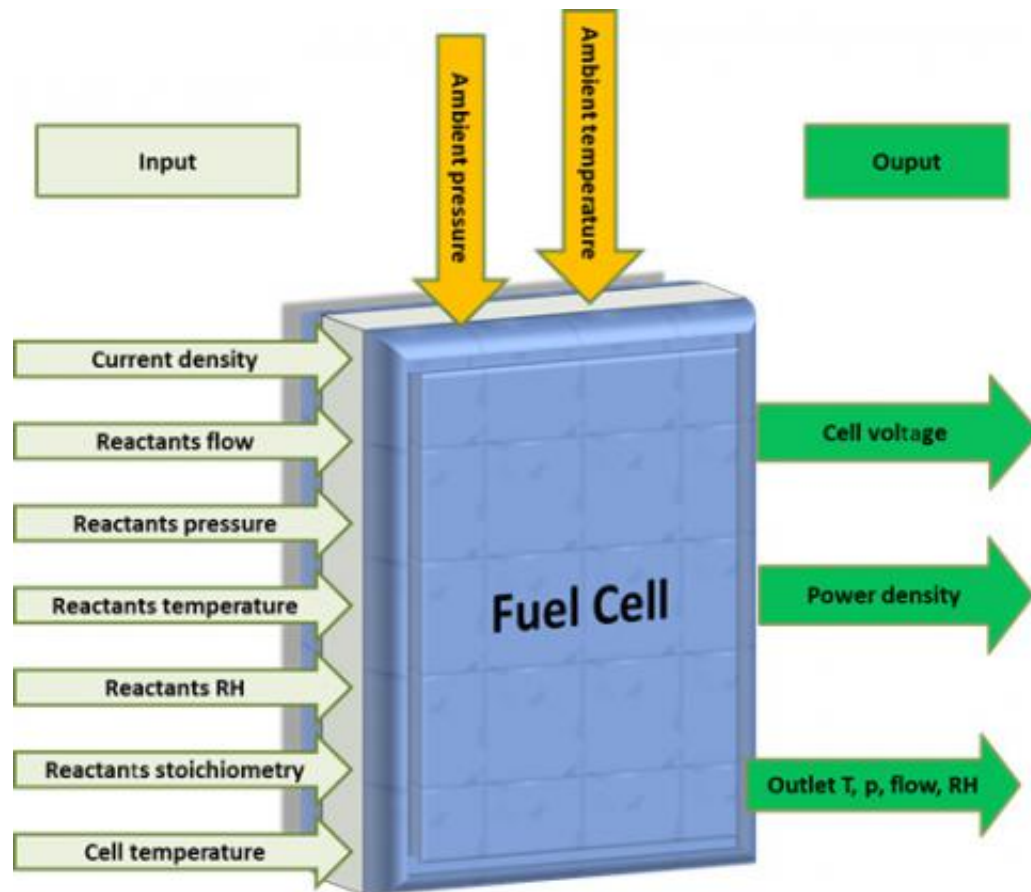 Ambient pressure
Ambient temperature
Input
Ouput
Current density
Reactants flow
Reactants pressure
Reactants temperature
Reactants RH
Reactants stoichiometry
Cell temperature
Fuel Cell
Cell voltage
Power density
Outlet T, p, flow, RH